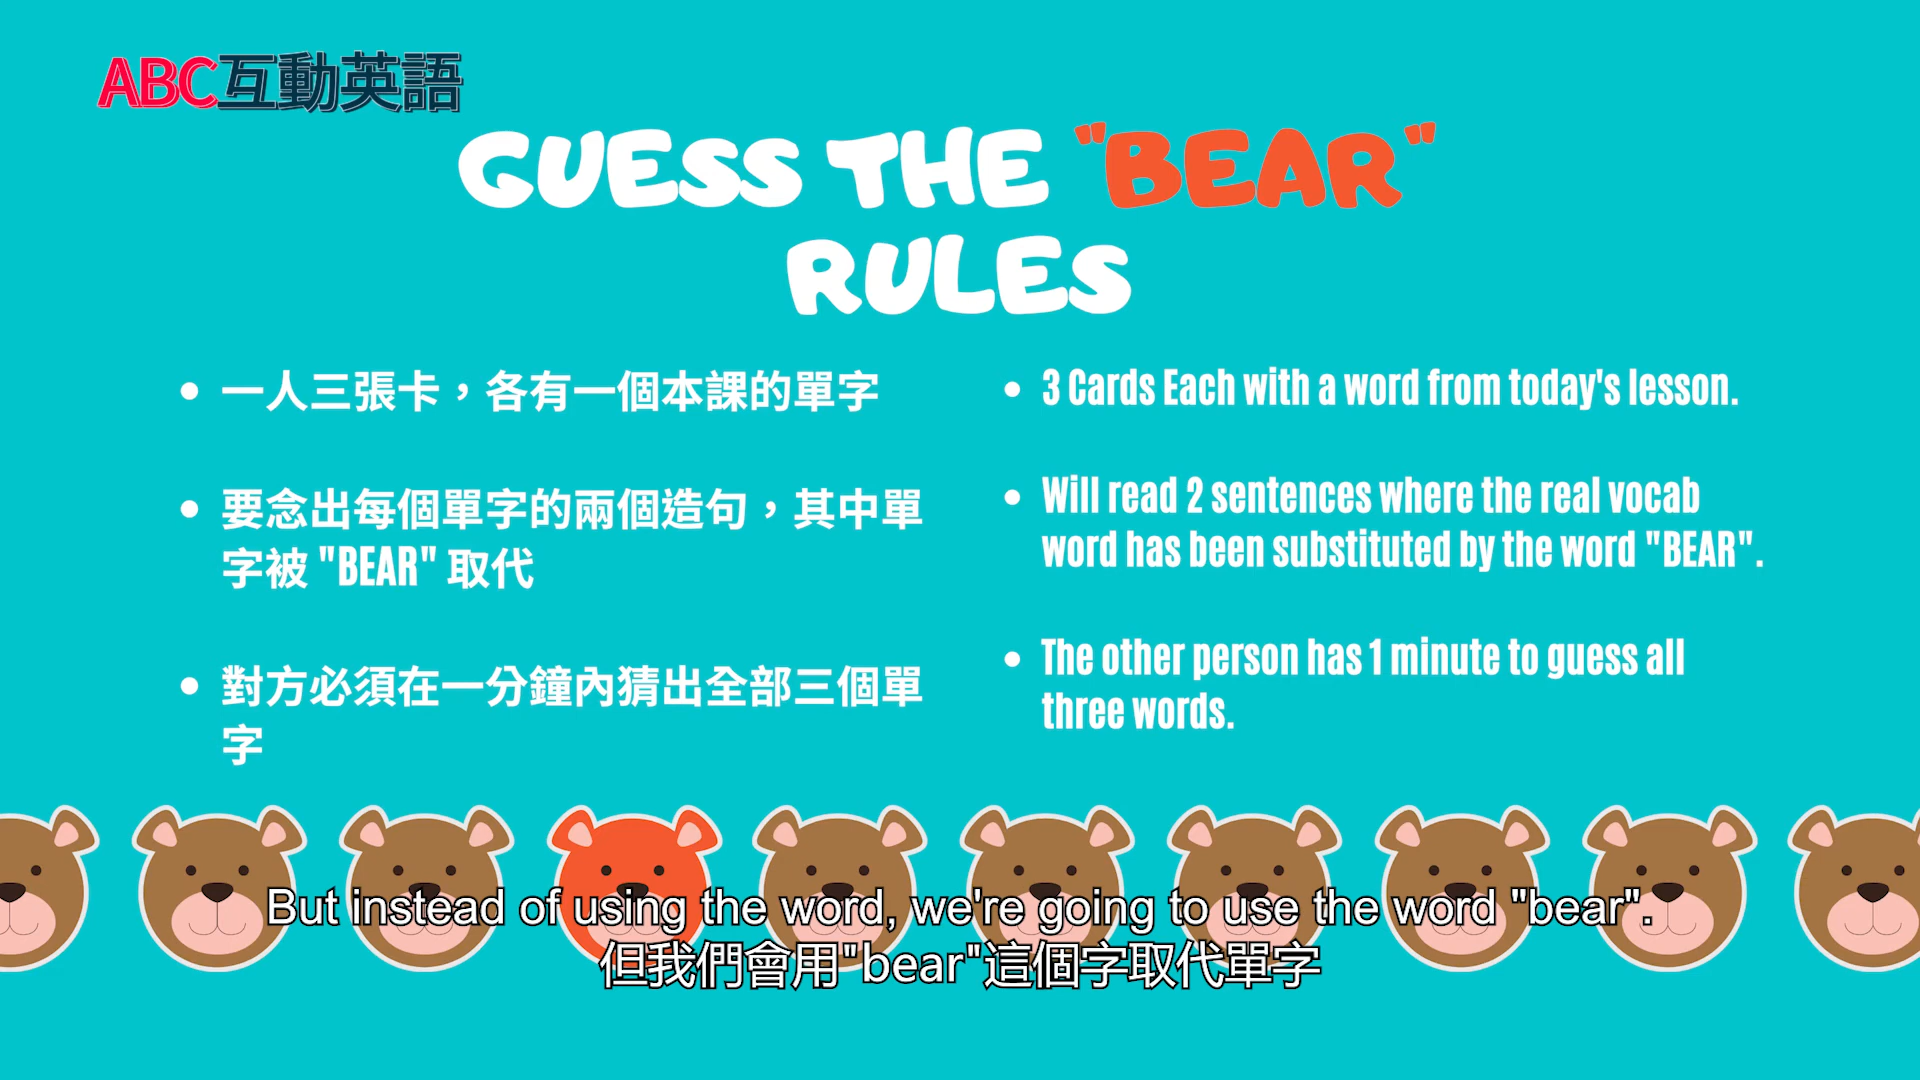 ABC互動英語
GUESS THE "BEAR"
RULES
一人三張卡，各有一個本課的單字
要念出每個單字的兩個造句，其中單
字被 "BEAR" 取代
對方必須在一分鐘內猜出全部三個單
字
3 Cards Each with a word from today's lesson.
Will read 2 sentences where the real vocab
word has been substituted by the word "BEAR".
The other person has 1 minute to guess all
three words.
But instead of using the word, we're going to use the word "bear".
但我們會用"bear"這個字取代單字